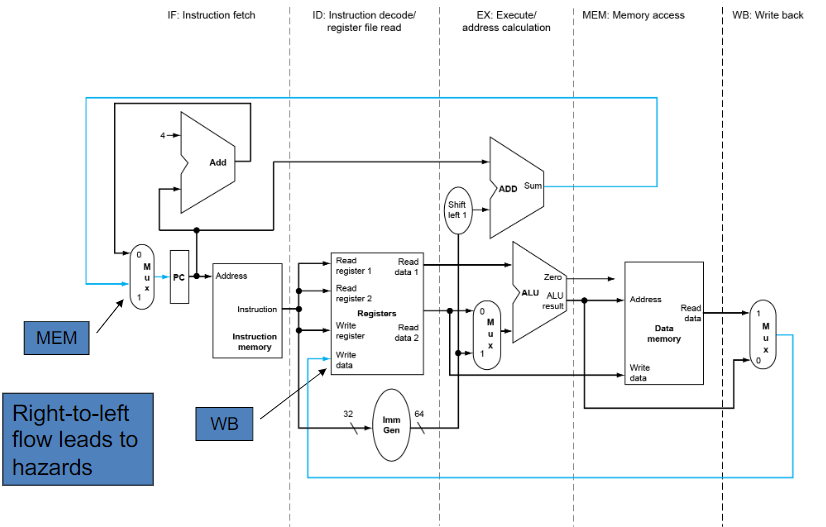 IF: Instruction fetch
ID: Instruction decode/
register file read
EX: Execute/
address calculation
MEM: Memory access
WB: Write back
4
Add
ADD
Sum
Shift
left 1
0
M
u
x
1
PC
Address
Instruction
Instruction
memory
Read
register 1
Read
register 2
Write
register
Write
data
Registers
Read
data 1
Read
data 2
0
M
u
x
1
Zero
ALU
ALU
result
Address
Read
data
Data
memory
Write
data
1
M
u
x
0
MEM
WB
32
Imm
Gen
64
Right-to-left
flow leads to
hazards